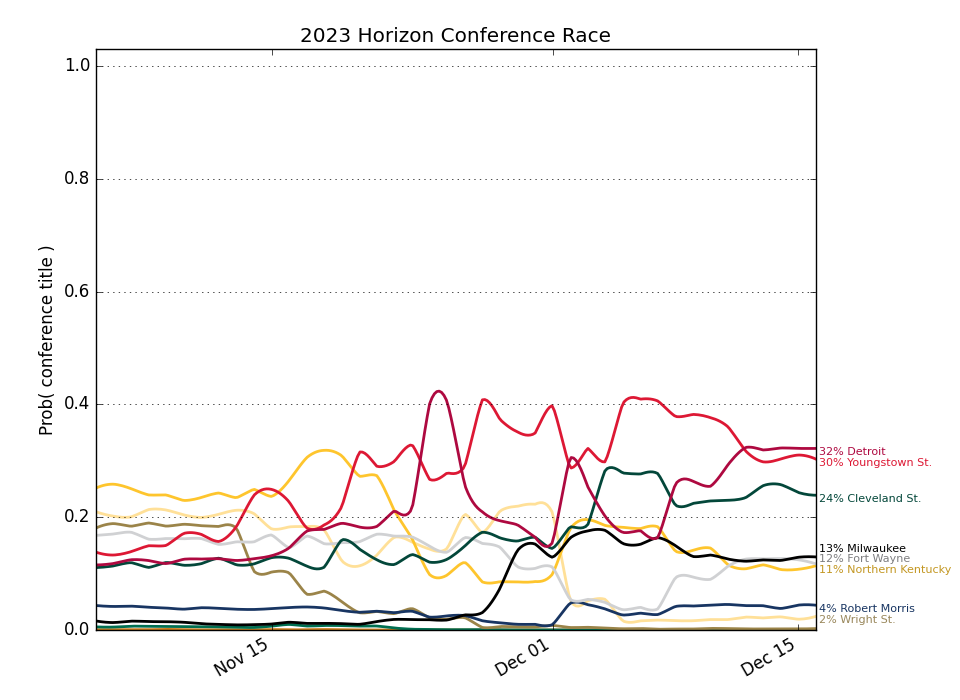 2023 Horizon Conference Race
1.0
0.8
0.6
0.4
0.2
0.0
Prob( conference title )
Nov 15
Dec 01
Dec 15
32% Detroit
30% Youngstown St.
24% Cleveland St.
13% Milwaukee
12% Fort Wayne
11% Northern Kentucky
4% Robert Morris
2% Wright St.